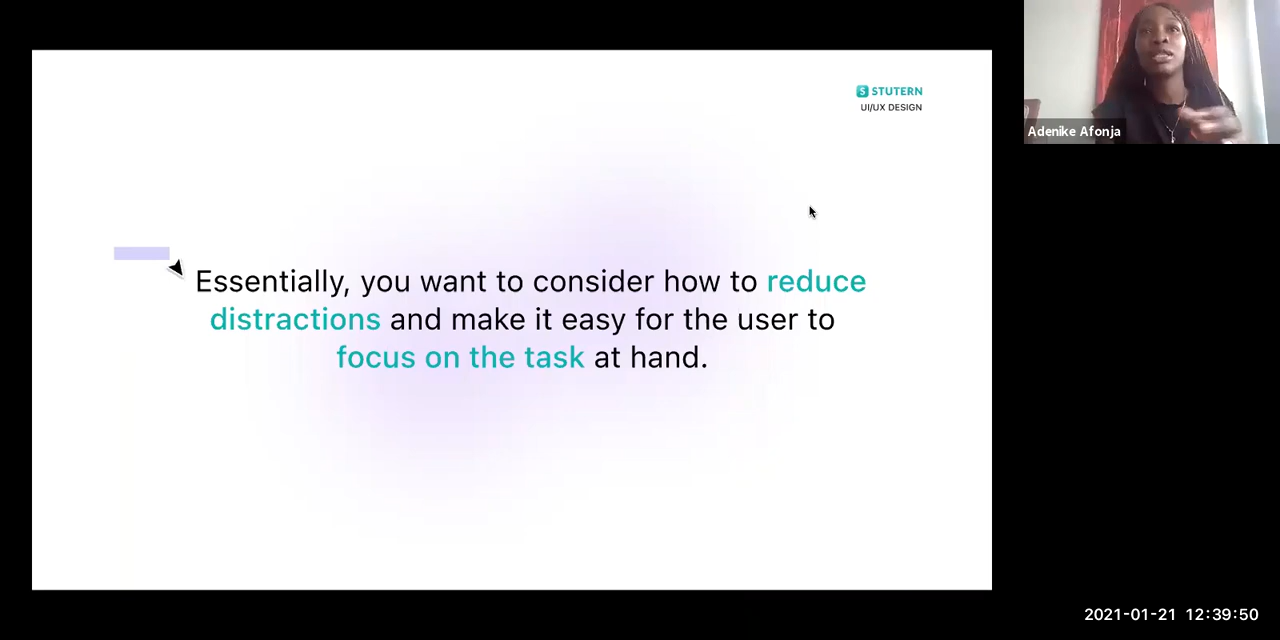 S STUTERN
UI/UX DESIGN
Adenike Afonja
Essentially, you want to consider how to reduce
distractions and make it easy for the user to
focus on the task at hand.
2021-01-21 12:39:50